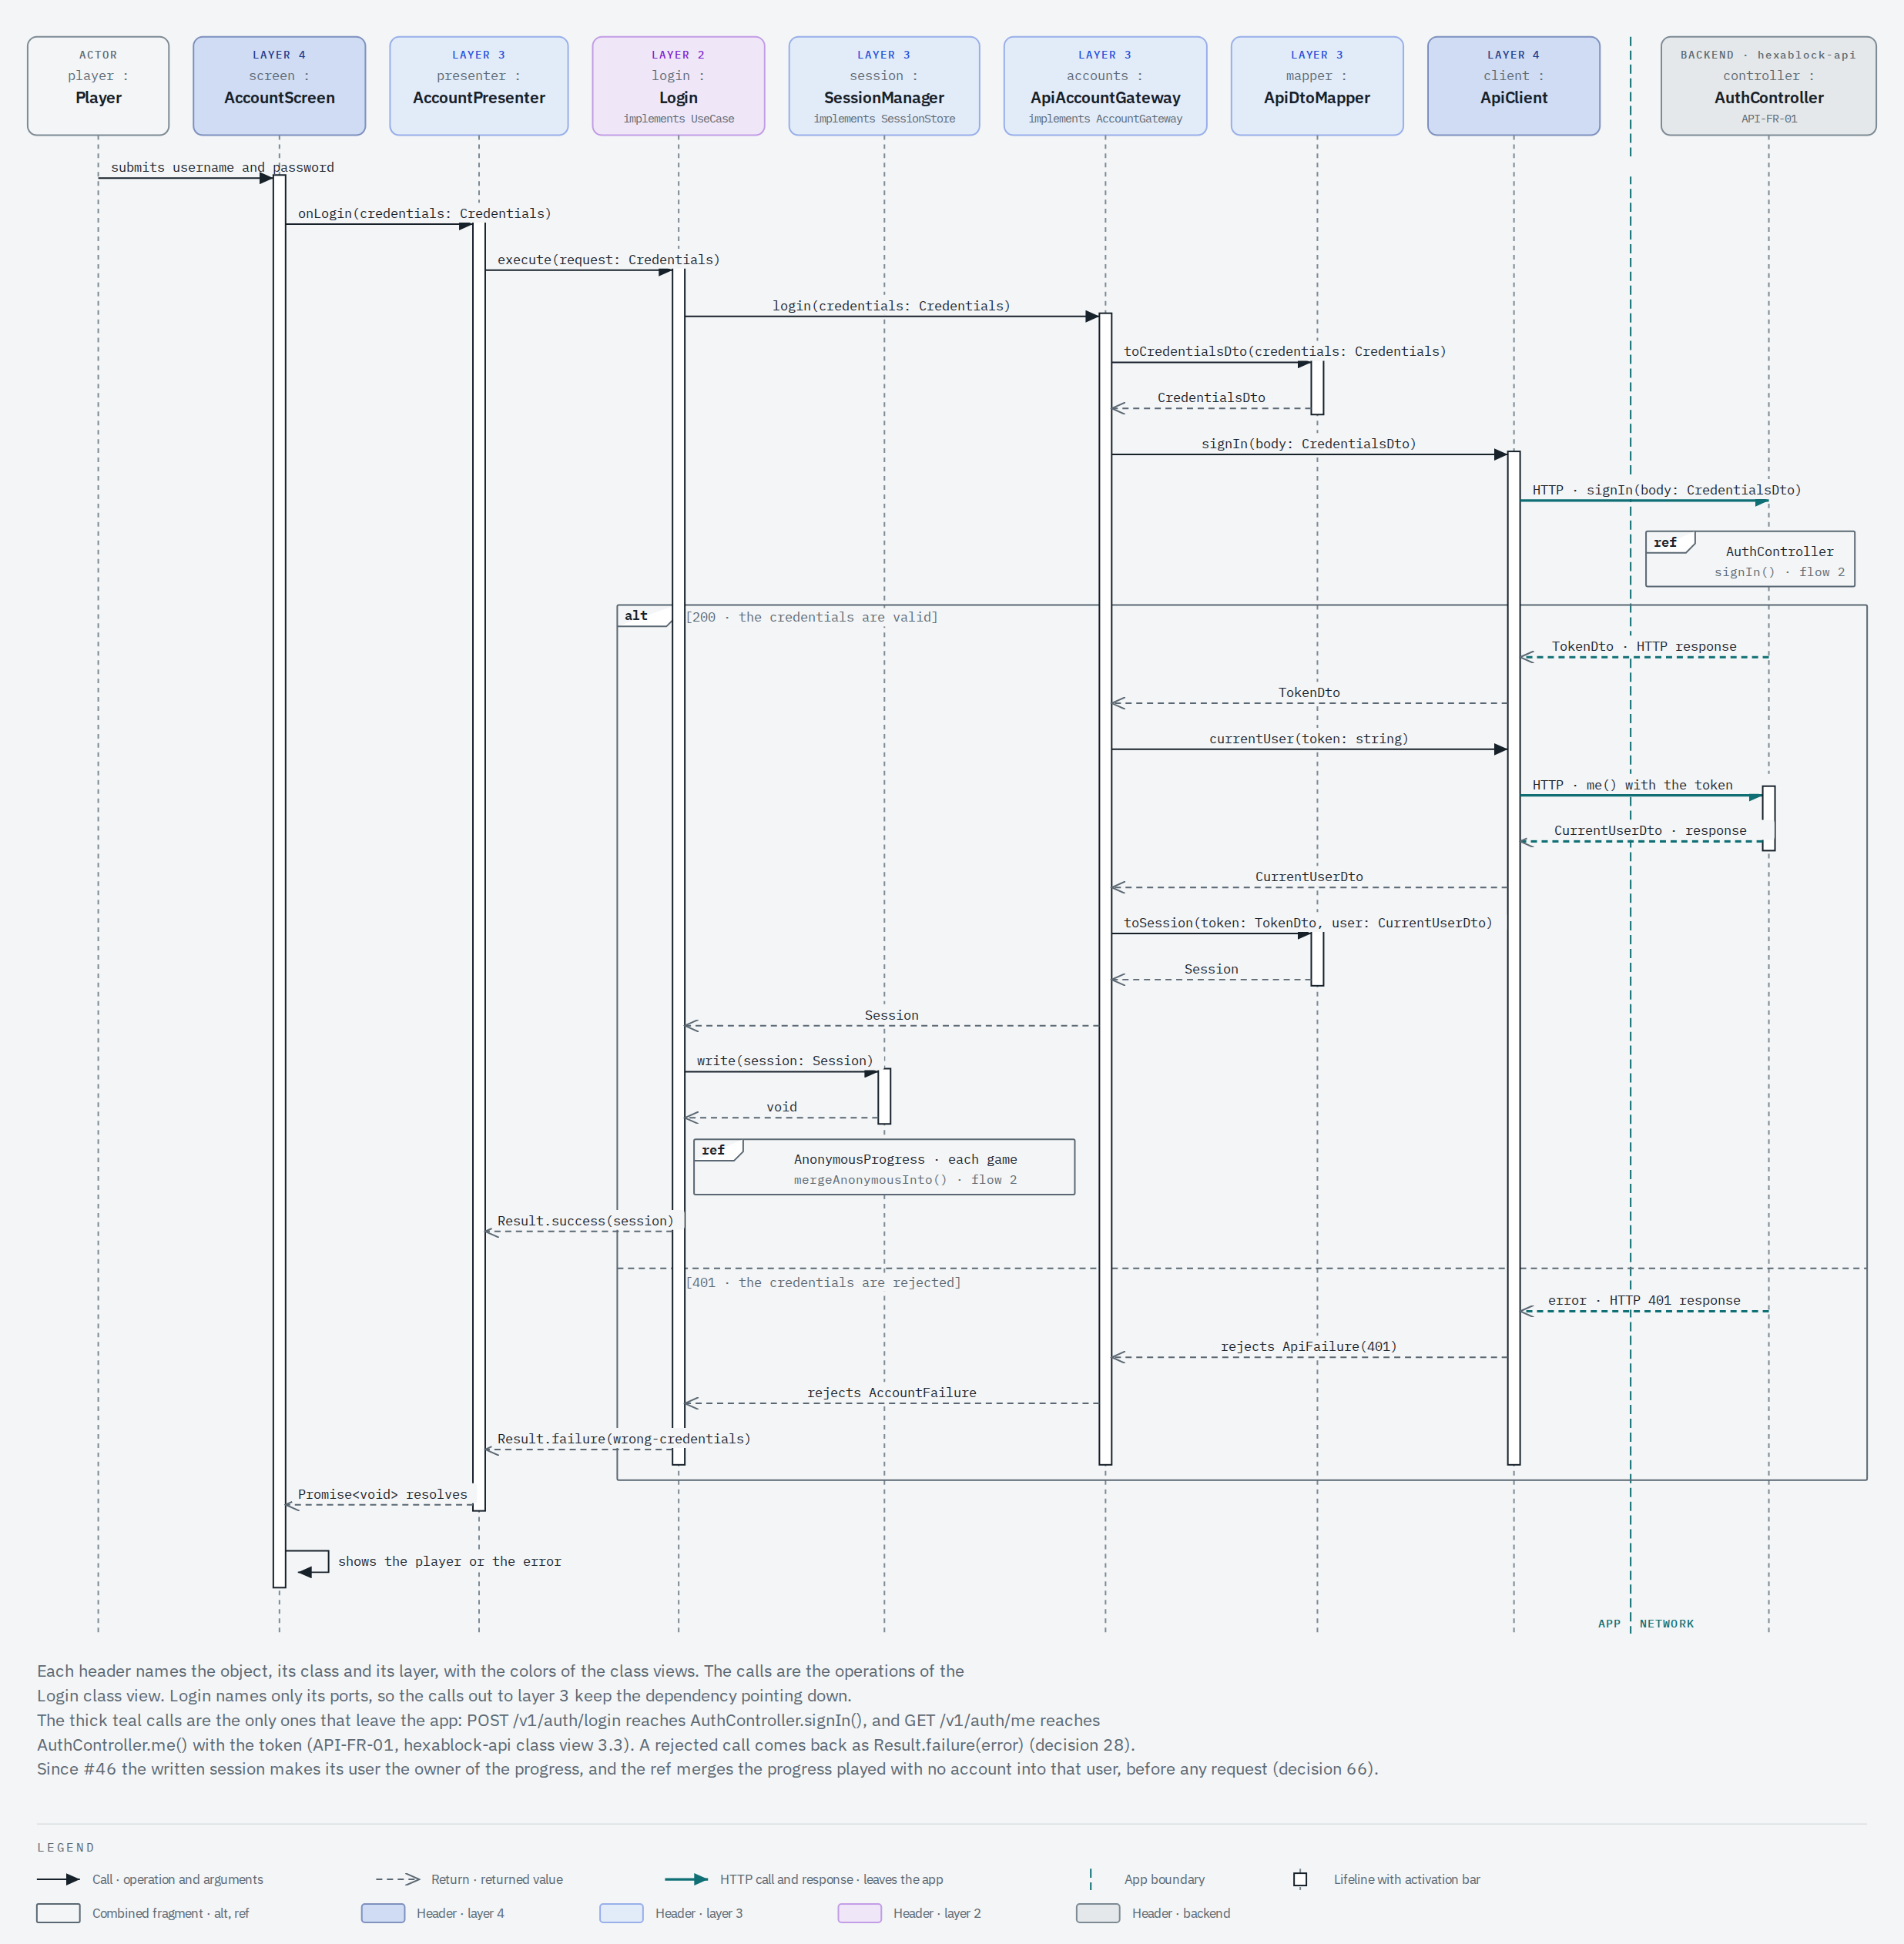 ACTOR
player :
Player
LAYER 4
screen :
AccountScreen
LAYER 3
presenter :
AccountPresenter
LAYER 2
login :
Login
implements UseCase
LAYER 3
session :
SessionManager
implements SessionStore
LAYER 3
accounts :
ApiAccountGateway
implements AccountGateway
LAYER 3
mapper :
ApiDtoMapper
LAYER 4
client :
ApiClient
BACKEND · hexablock-api
controller :
AuthController
API-FR-01
submits username and password
onLogin(credentials: Credentials)
execute(request: Credentials)
login(credentials: Credentials)
toCredentialsDto(credentials: Credentials)
CredentialsDto
signIn(body: CredentialsDto)
HTTP · signIn(body: CredentialsDto)
ref
AuthController
signIn() · flow 2
alt
[200 · the credentials are valid]
TokenDto · HTTP response
TokenDto
currentUser(token: string)
HTTP · me() with the token
CurrentUserDto · response
CurrentUserDto
toSession(token: TokenDto, user: CurrentUserDto)
Session
Session
write(session: Session)
void
ref
AnonymousProgress · each game
mergeAnonymousInto() · flow 2
Result.success(session)
[401 · the credentials are rejected]
error · HTTP 401 response
rejects ApiFailure(401)
rejects AccountFailure
Result.failure(wrong-credentials)
Promise<void> resolves
shows the player or the error
APP
NETWORK
Each header names the object, its class and its layer, with the colors of the class views. The calls are the operations of the
Login class view. Login names only its ports, so the calls out to layer 3 keep the dependency pointing down.
The thick teal calls are the only ones that leave the app: POST /v1/auth/login reaches AuthController.signIn(), and GET /v1/auth/me reaches
AuthController.me() with the token (API-FR-01, hexablock-api class view 3.3). A rejected call comes back as Result.failure(error) (decision 28).
Since #46 the written session makes its user the owner of the progress, and the ref merges the progress played with no account into that user, before any request (decision 66).
LEGEND
Call · operation and arguments
Return · returned value
HTTP call and response · leaves the app
App boundary
Lifeline with activation bar
Combined fragment · alt, ref
Header · layer 4
Header · layer 3
Header · layer 2
Header · backend